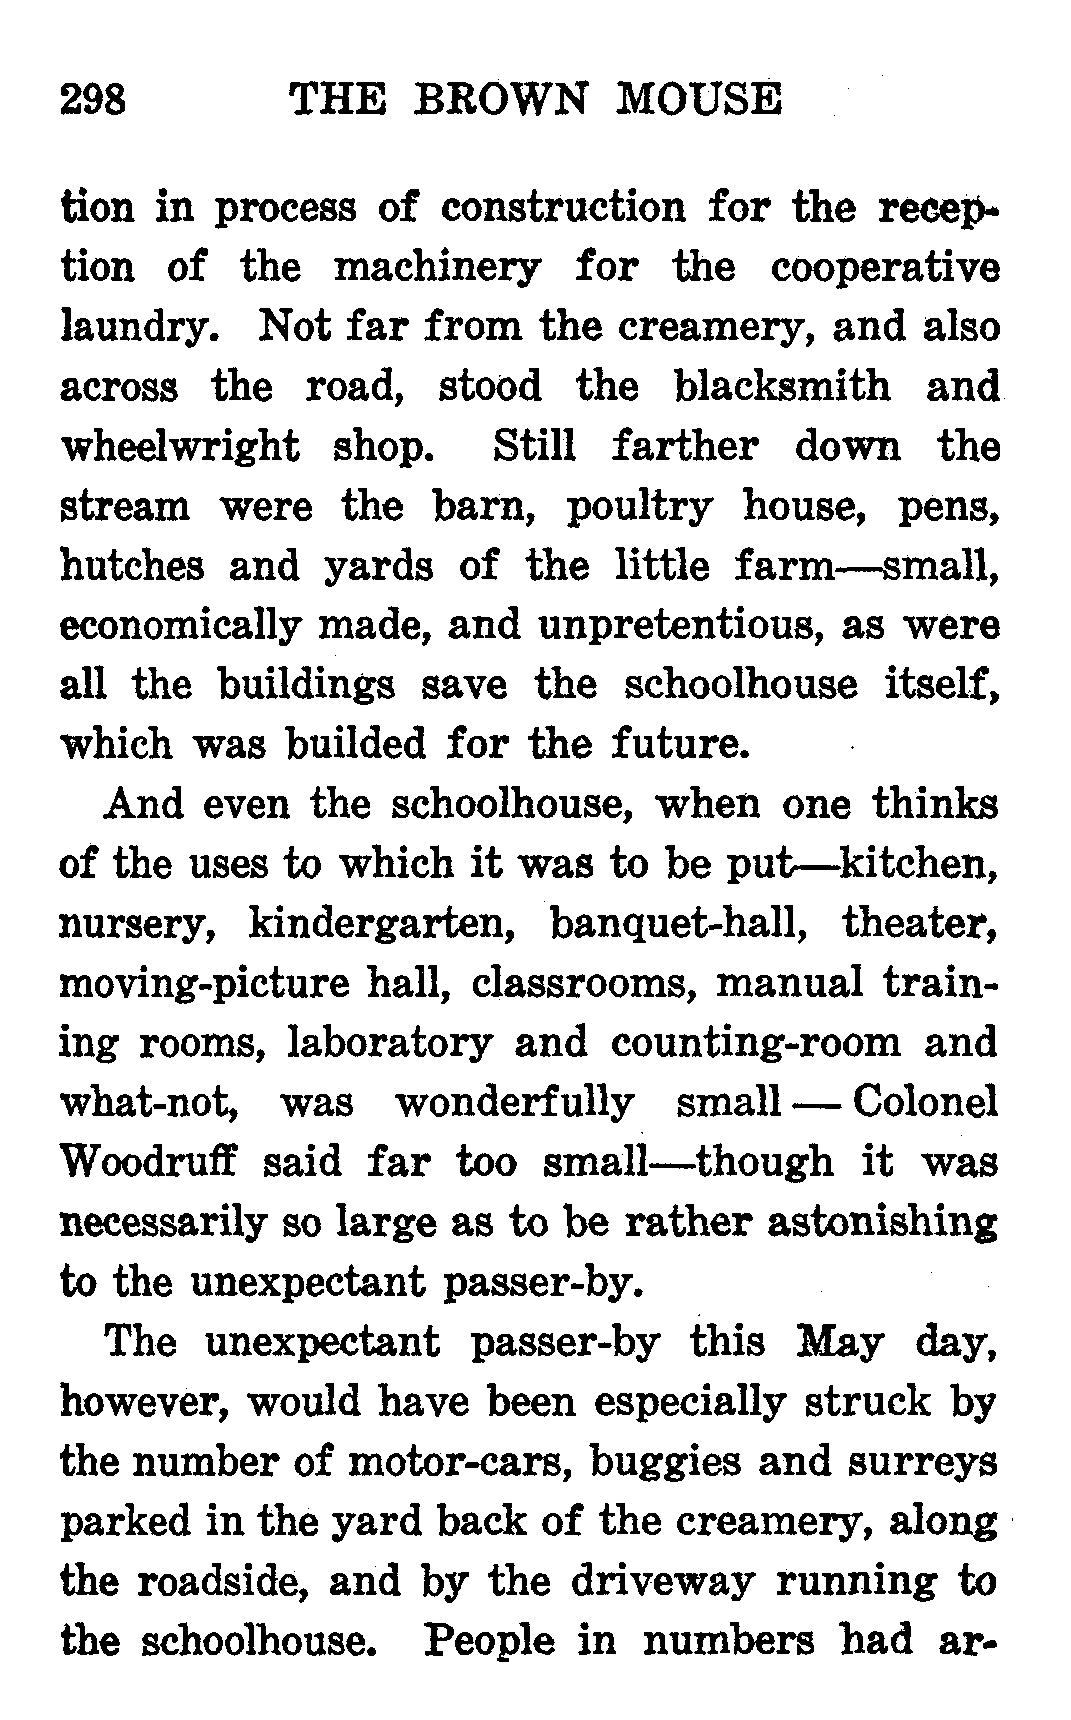 298 THE BROWN MOUSE
tion in process of construction for the recep-
tion of the machinery for the cooperative
laundry. Not far from the creamery, and also
across the road, stood the blacksmith and
wheelwright shop. Still farther down the
stream were the barn, poultry house, pens,
hutches and yards of the little farm—small,
economically made, and unpretentious, as were
all the buildings save the schoolhouse itself,
which was builded for the future.
And even the schoolhouse, when one thinks
of the uses to which it was to be put—kitchen,
nursery, kindergarten, banquet-hall, theater,
moving-picture hall, classrooms, manual train-
ing rooms, laboratory and counting-room and
what-not, was wonderfully small — Colonel
Woodruff said far too small—though it was
necessarily so large as to be rather astonishing
to the unexpectant passer-by.
The unexpectant passer-by this May day,
however, would have been especially struck by
the number of motor-cars, buggies and surreys
parked in the yard back of the creamery, along
the roadside, and by the driveway running to
the schoolhouse. People in numbers had ar-